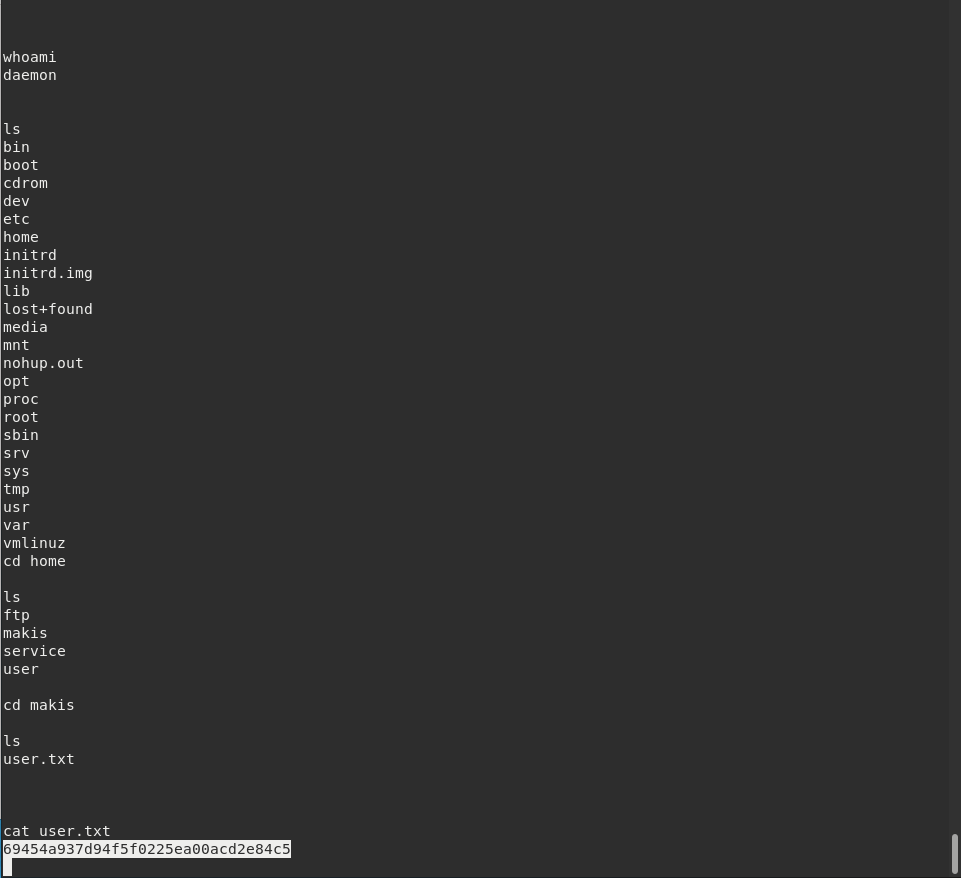 whoami
daemon
ls
bin
boot
cdrom
dev
etc
home
initrd
initrd.img
lib
lost+found
media
mnt
nohup.out
opt
proc
root
sbin
srv
sys
tmp
usr
var
vmlinuz
cd home
ls
ftp
makis
service
user
cd makis
ls
user.txt
cat user.txt
69454a937d94f5f0225ea00acd2e84c5